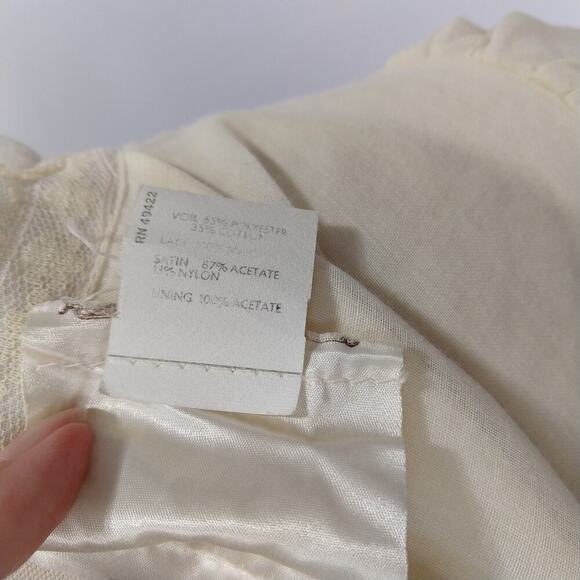 RN 49422
VOIL 65% POLYESTER
35% COTTON
LACE 100% NYLON
SATIN 87% ACETATE
13% NYLON
LINING 100% ACETATE